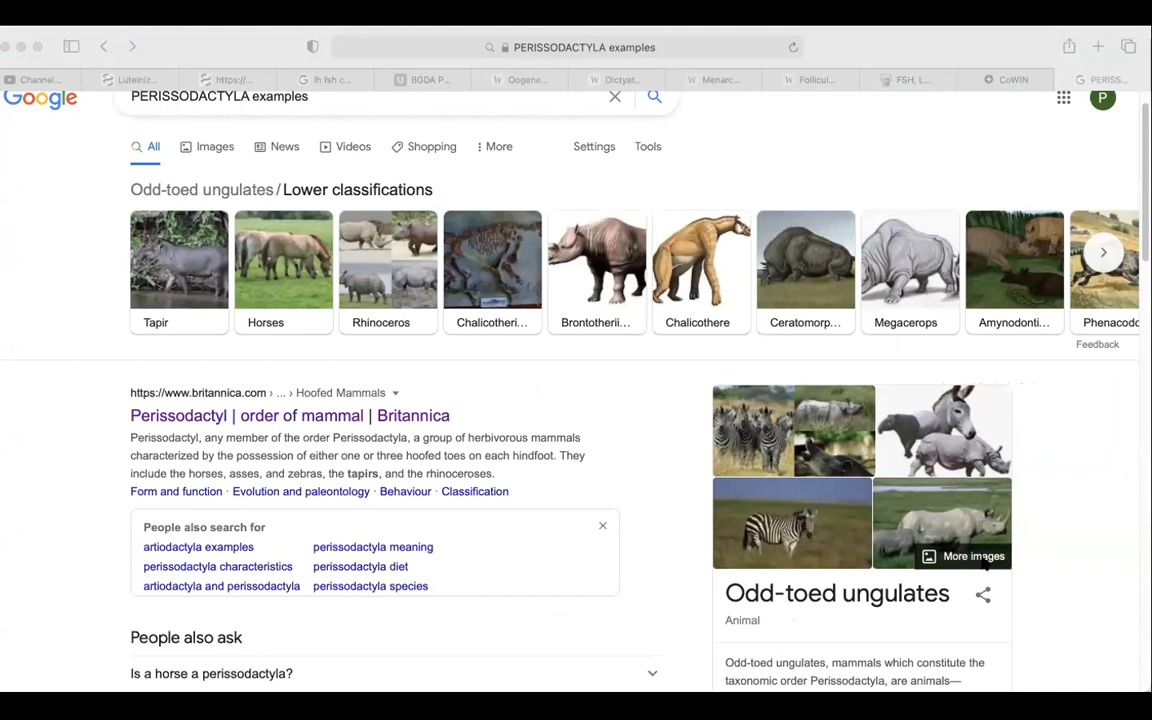 PERISSODACTYLA examples
Channel...
Luteiniz...
https://...
lh fsh c...
BGDA P...
Oogene...
Dictyat...
Menarc...
Follicul...
FSH, L...
CoWIN
PERISS...
Google
PERISSODACTYLA examples
P
All
Images
News
Videos
Shopping
More
Settings
Tools
Odd-toed ungulates/Lower classifications
Tapir
Horses
Rhinoceros
Chalicotheri...
Brontotherii...
Chalicothere
Ceratomorp...
Megacerops
Amynodonti...
Phenacodo
Feedback
https://www.britannica.com › ... › Hoofed Mammals
Perissodactyl | order of mammal | Britannica
Perissodactyl, any member of the order Perissodactyla, a group of herbivorous mammals
characterized by the possession of either one or three hoofed toes on each hindfoot. They
include the horses, asses, and zebras, the tapirs, and the rhinoceroses.
Form and function · Evolution and paleontology · Behaviour · Classification
People also search for
artiodactyla examples
perissodactyla meaning
perissodactyla characteristics
perissodactyla diet
artiodactyla and perissodactyla
perissodactyla species
People also ask
Is a horse a perissodactyla?
More images
Odd-toed ungulates
Animal
Odd-toed ungulates, mammals which constitute the
taxonomic order Perissodactyla, are animals—